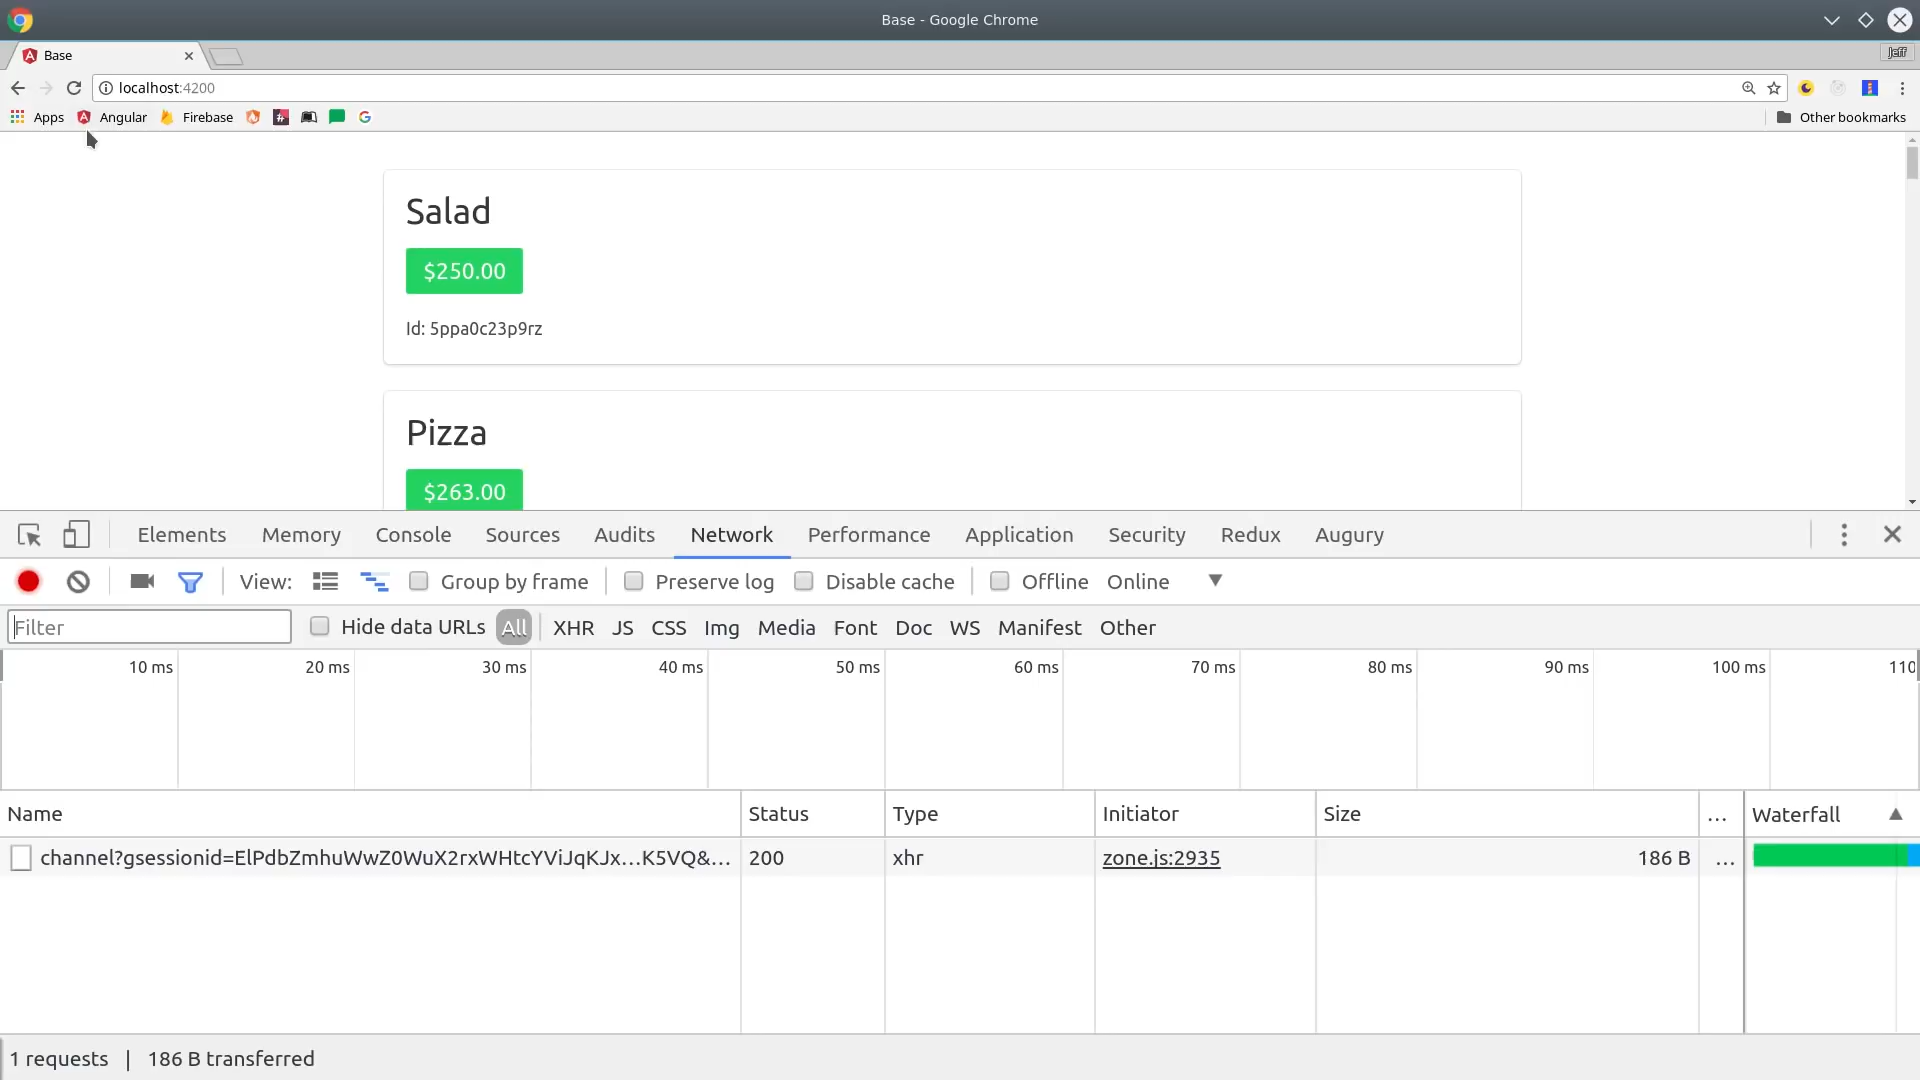 Base - Google Chrome
Base
Jeff
localhost:4200
Apps Angular Firebase Other bookmarks
Salad
$250.00
Id: 5ppa0c23p9rz
Pizza
$263.00
Elements Memory Console Sources Audits Network Performance Application Security Redux Augury
View: Group by frame Preserve log Disable cache Offline Online
Filter Hide data URLs All XHR JS CSS Img Media Font Doc WS Manifest Other
10 ms 20 ms 30 ms 40 ms 50 ms 60 ms 70 ms 80 ms 90 ms 100 ms 110
Name Status Type Initiator Size ... Waterfall
channel?gsessionid=ElPdbZmhuWwZ0WuX2rxWHtcYViJqKJx...K5VQ&... 200 xhr zone.js:2935 186 B ...
1 requests | 186 B transferred